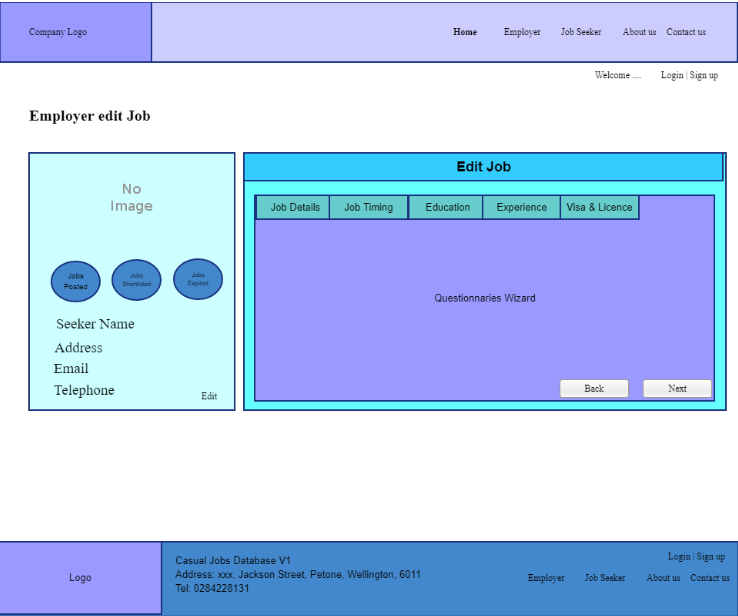 Company Logo
Home Employer Job Seeker About us Contact us
Welcome .... Login | Sign up
Employer edit Job
No
Image
Jobs
Posted
Jobs
Shortlisted
Jobs
Expired
Seeker Name
Address
Email
Telephone
Edit
Edit Job
Job Details Job Timing Education Experience Visa & Licence
Questionnaries Wizard
Back Next
Logo
Casual Jobs Database V1
Address: xxx, Jackson Street, Petone, Wellington, 6011
Tel: 0284228131
Login | Sign up
Employer Job Seeker About us Contact us